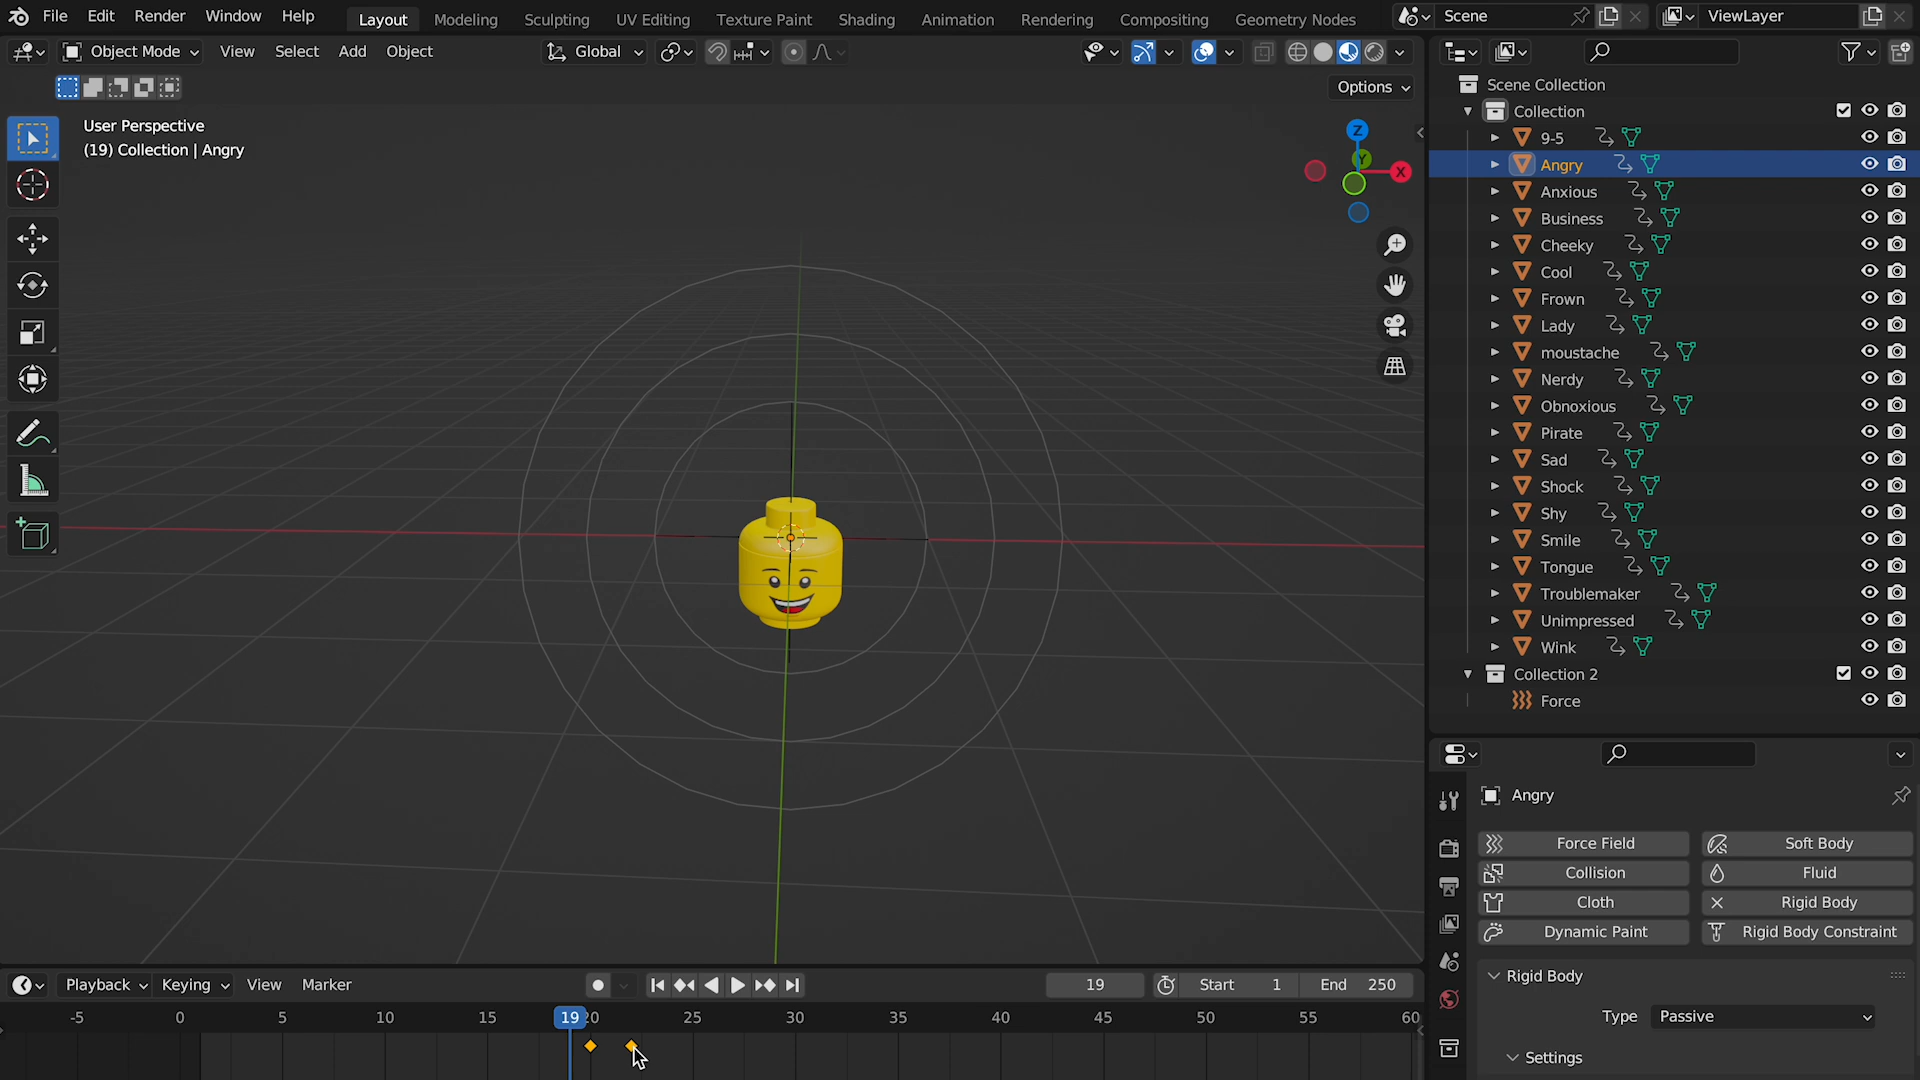 File Edit Render Window Help Layout Modeling Sculpting UV Editing Texture Paint Shading Animation Rendering Compositing Geometry Nodes Scene ViewLayer
Object Mode View Select Add Object Global
Options
User Perspective
(19) Collection | Angry
Z
Y
X
Scene Collection
Collection
9-5
Angry
Anxious
Business
Cheeky
Cool
Frown
Lady
moustache
Nerdy
Obnoxious
Pirate
Sad
Shock
Shy
Smile
Tongue
Troublemaker
Unimpressed
Wink
Collection 2
Force
Angry
Force Field Soft Body
Collision Fluid
Cloth Rigid Body
Dynamic Paint Rigid Body Constraint
Rigid Body
Type Passive
Settings
Playback Keying View Marker 19 Start 1 End 250
-5 0 5 10 15 19 20 25 30 35 40 45 50 55 60